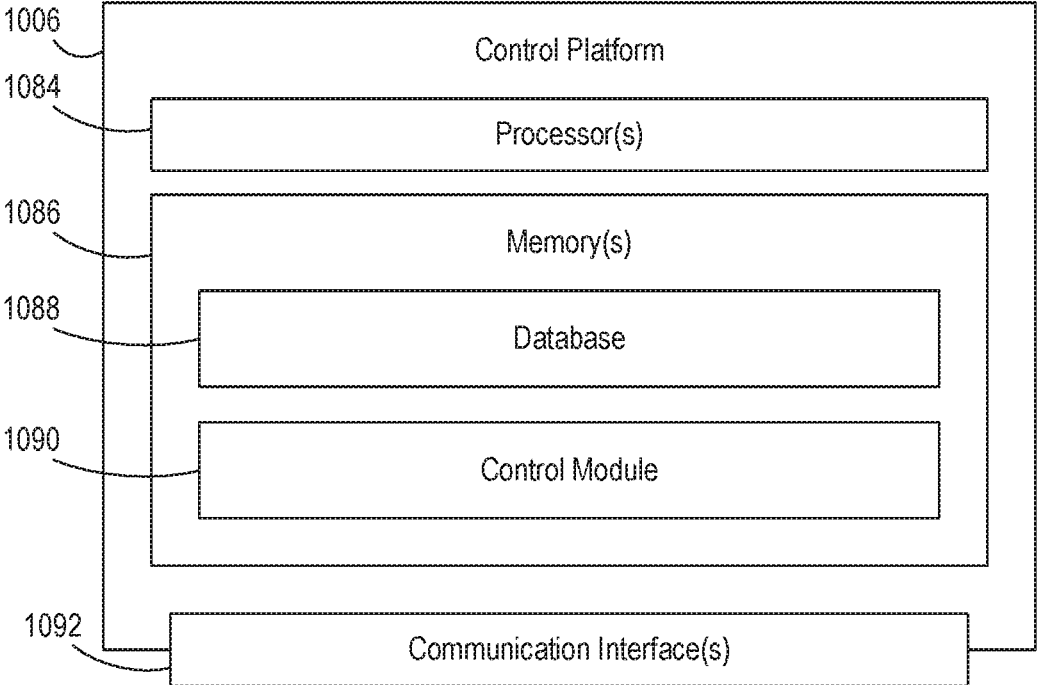 1006
Control Platform
1084
Processor(s)
1086
Memory(s)
1088
Database
1090
Control Module
1092
Communication Interface(s)